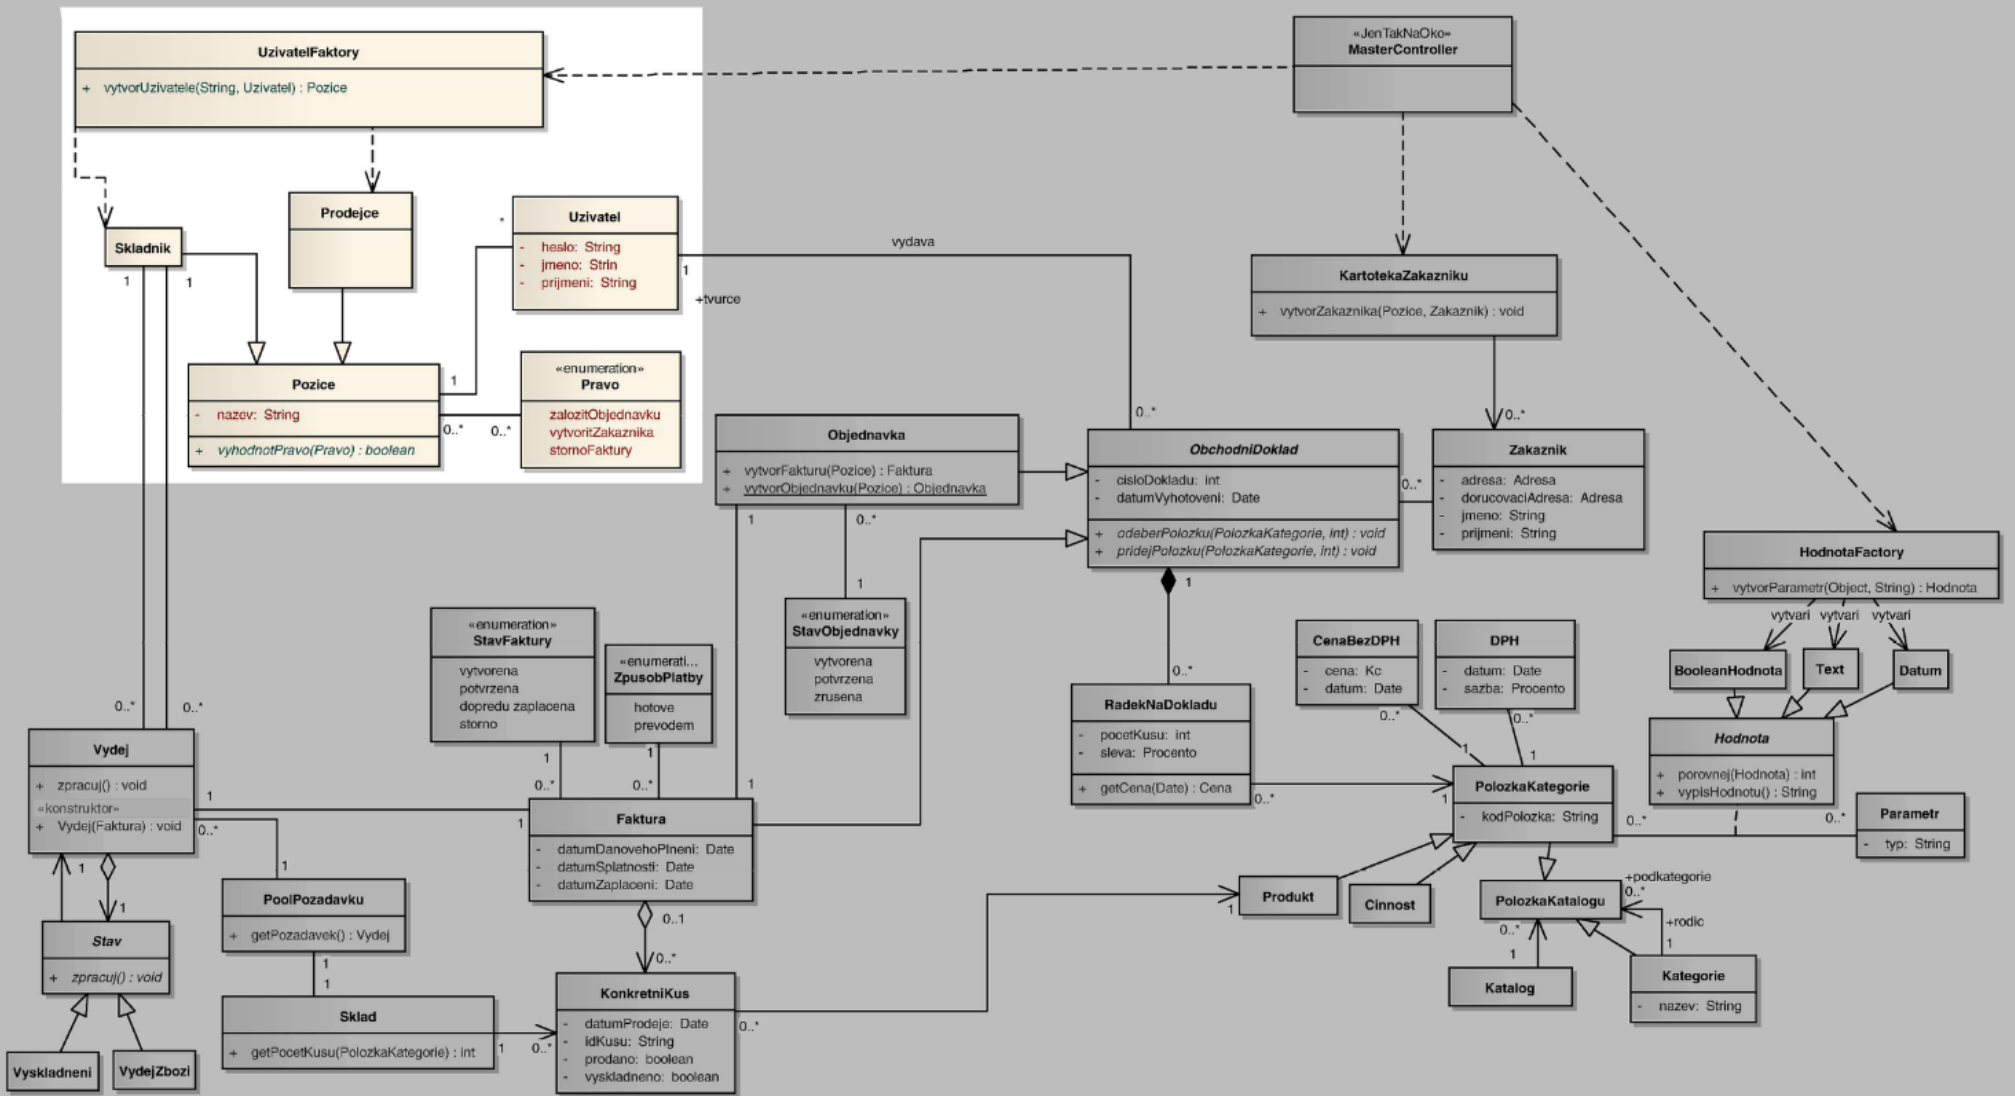 UzivatelFaktory
+ vytvorUzivatele(String, Uzivatel) : Pozice
«JenTakNaOko»
MasterController
Skladnik
1
1
Prodejce
*
Uzivatel
- heslo: String
- jmeno: Strin
- prijmeni: String
1
+tvurce
vydava
0..*
Pozice
- nazev: String
+ vyhodnotPravo(Pravo) : boolean
1
0..*
0..*
«enumeration»
Pravo
zalozitObjednavku
vytvoritZakaznika
stornoFaktury
KartotekaZakazniku
+ vytvorZakaznika(Pozice, Zakaznik) : void
0..*
Objednavka
+ vytvorFakturu(Pozice) : Faktura
+ vytvorObjednavku(Pozice) : Objednavka
1
0..*
1
ObchodniDoklad
- cisloDokladu: int
- datumVyhotoveni: Date
+ odeberPolozku(PolozkaKategorie, int) : void
+ pridejPolozku(PolozkaKategorie, int) : void
0..*
1
0..*
Zakaznik
- adresa: Adresa
- dorucovaciAdresa: Adresa
- jmeno: String
- prijmeni: String
HodnotaFactory
+ vytvorParametr(Object, String) : Hodnota
vytvari
vytvari
vytvari
BooleanHodnota
Text
Datum
Hodnota
+ porovnej(Hodnota) : int
+ vypisHodnotu() : String
«enumeration»
StavFaktury
vytvorena
potvrzena
dopredu zaplacena
storno
1
0..*
«enumerati...
ZpusobPlatby
hotove
prevodem
1
0..*
«enumeration»
StavObjednavky
vytvorena
potvrzena
zrusena
1
RadekNaDokladu
- pocetKusu: int
- sleva: Procento
+ getCena(Date) : Cena
0..*
1
CenaBezDPH
- cena: Kc
- datum: Date
0..*
1
DPH
- datum: Date
- sazba: Procento
0..*
1
PolozkaKategorie
- kodPolozka: String
0..*
0..*
Parametr
- typ: String
0..*
0..*
Vydej
+ zpracuj() : void
«konstruktor»
+ Vydej(Faktura) : void
1
0..*
1
1
1
1
Faktura
- datumDanovehoPlneni: Date
- datumSplatnosti: Date
- datumZaplaceni: Date
0..1
0..*
PoolPozadavku
+ getPozadavek() : Vydej
1
1
Stav
+ zpracuj() : void
Vyskladneni
VydejZbozi
Sklad
+ getPocetKusu(PolozkaKategorie) : int
1
0..*
KonkretniKus
- datumProdeje: Date
- idKusu: String
- prodano: boolean
- vyskladneno: boolean
0..*
1
Produkt
Cinnost
PolozkaKatalogu
+podkategorie
0..*
+rodic
1
0..*
1
Katalog
Kategorie
- nazev: String